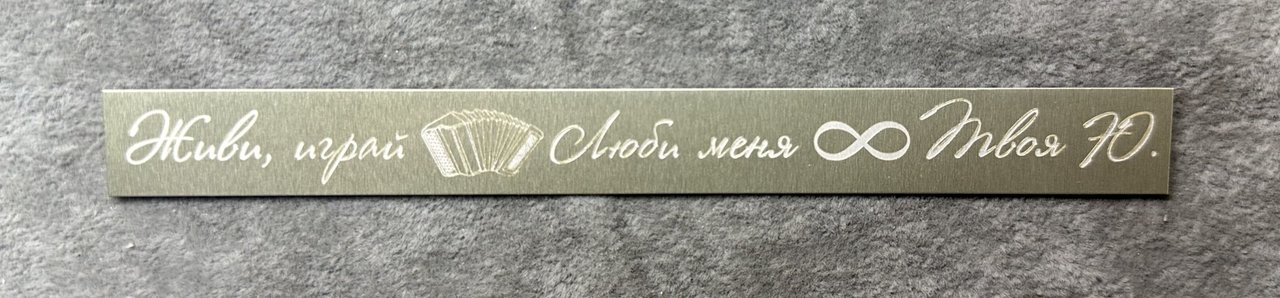 Живи, играй Люби меня Твоя Ю.